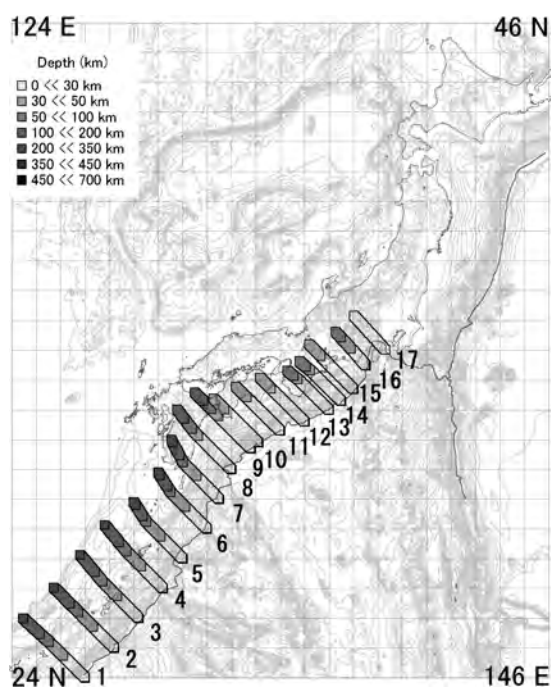 124 E
46 N
Depth (km)
0 << 30 km
30 << 50 km
50 << 100 km
100 << 200 km
200 << 350 km
350 << 450 km
450 << 700 km
17
16
15
14
13
12
11
10
9
8
7
6
5
4
3
2
1
24 N
146 E